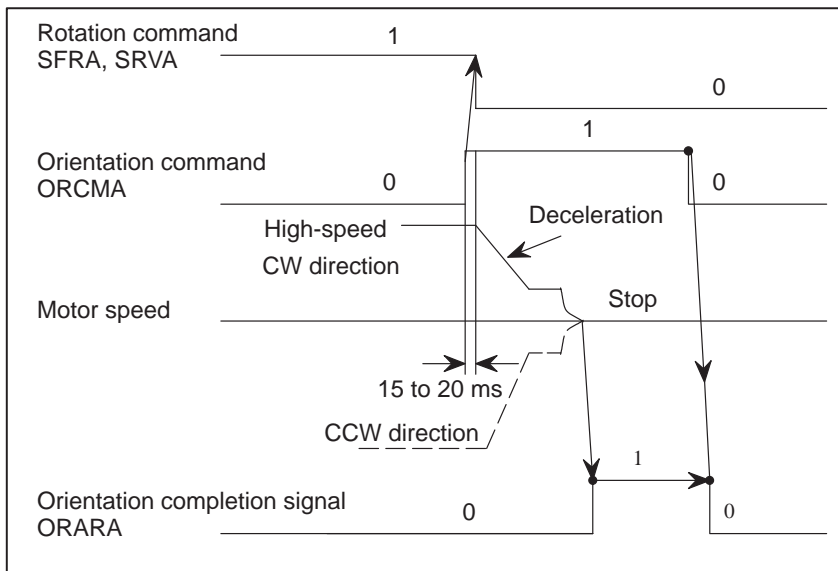 Rotation command
SFRA, SRVA
1
0
Orientation command
ORCMA
0
1
0
High-speed
CW direction
Deceleration
Motor speed
Stop
15 to 20 ms
CCW direction
Orientation completion signal
ORARA
0
1
0